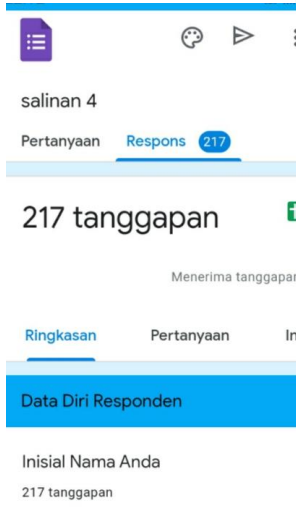 salinan 4
Pertanyaan Respons 217
217 tanggapan
Menerima tanggapan
Ringkasan Pertanyaan
Data Diri Responden
Inisial Nama Anda
217 tanggapan